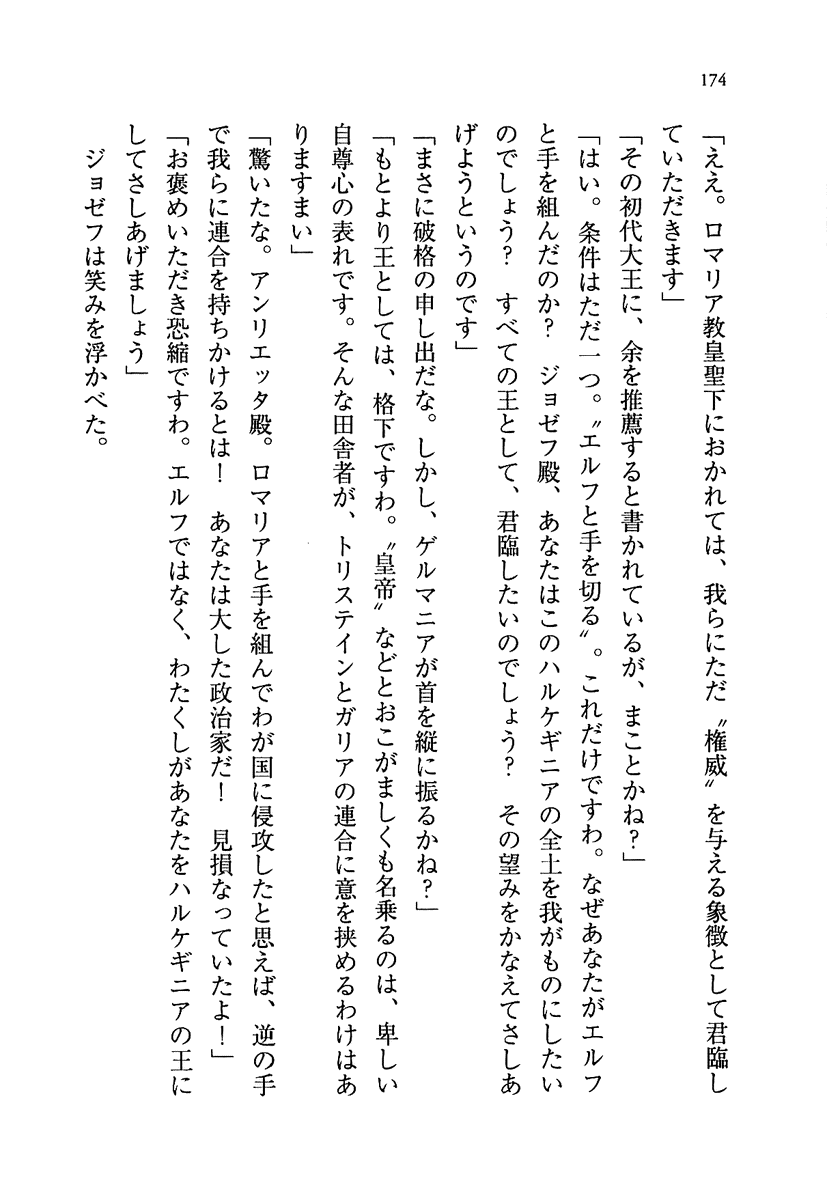 174
「ええ。ロマリア教皇聖下におかれては、我らにただ〝権威〟を与える象徴として君臨し
ていただきます」
「その初代大王に、余を推薦すると書かれているが、まことかね？」
「はい。条件はただ一つ。〝エルフと手を切る〟。これだけですわ。なぜあなたがエルフ
と手を組んだのか？　ジョゼフ殿、あなたはこのハルケギニアの全土を我がものにしたい
のでしょう？　すべての王として、君臨したいのでしょう？　その望みをかなえてさしあ
げようというのです」
「まさに破格の申し出だな。しかし、ゲルマニアが首を縦に振るかね？」
「もとより王としては、格下ですわ。〝皇帝〟などとおこがましくも名乗るのは、卑しい
自尊心の表れです。そんな田舎者が、トリステインとガリアの連合に意を挟めるわけはあ
りますまい」
「驚いたな。アンリエッタ殿。ロマリアと手を組んでわが国に侵攻したと思えば、逆の手
で我らに連合を持ちかけるとは！　あなたは大した政治家だ！　見損なっていたよ！」
「お褒めいただき恐縮ですわ。エルフではなく、わたくしがあなたをハルケギニアの王に
してさしあげましょう」
ジョゼフは笑みを浮かべた。